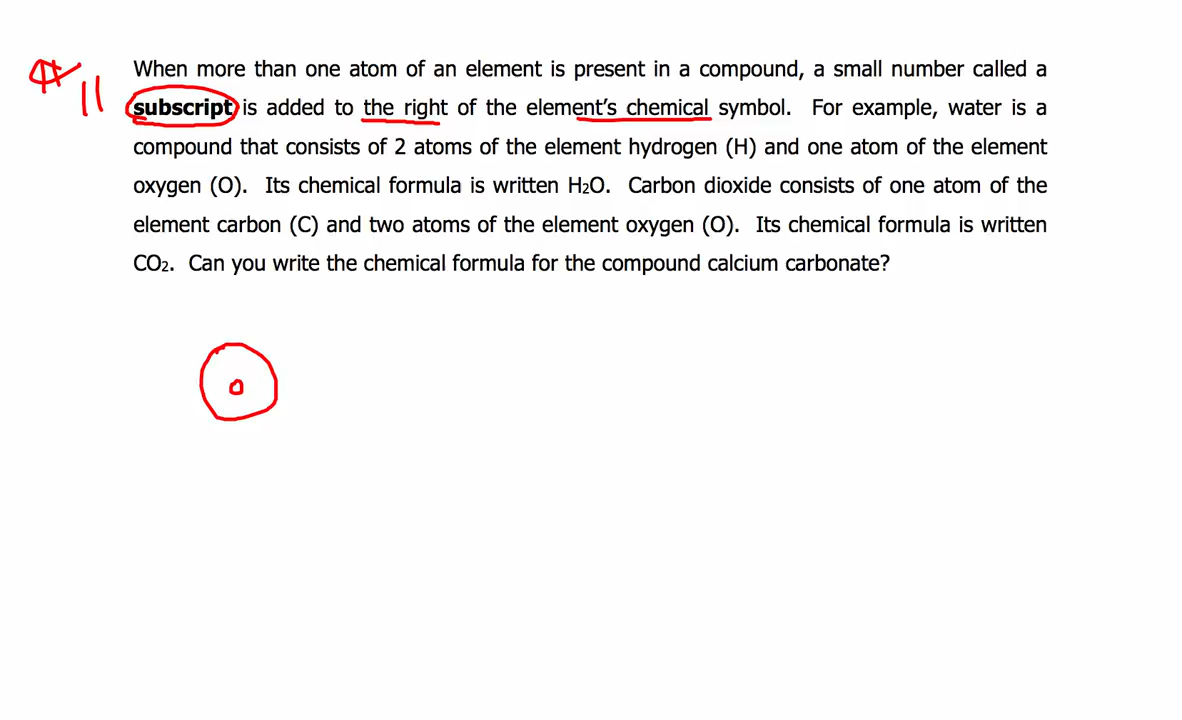 #11
When more than one atom of an element is present in a compound, a small number called a
subscript is added to the right of the element's chemical symbol. For example, water is a
compound that consists of 2 atoms of the element hydrogen (H) and one atom of the element
oxygen (O). Its chemical formula is written H2O. Carbon dioxide consists of one atom of the
element carbon (C) and two atoms of the element oxygen (O). Its chemical formula is written
CO2. Can you write the chemical formula for the compound calcium carbonate?